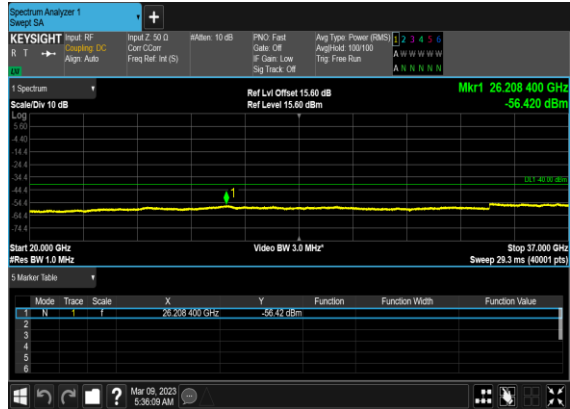 Spectrum Analyzer 1
Swept SA
+
KEYSIGHT Input: RF Input Z: 50 Ω #Atten: 10 dB PNO: Fast Avg Type: Power (RMS) 1 2 3 4 5 6
R T Coupling: DC Corr CCorr Gate: Off Avg|Hold: 100/100 A W W W W W
Align: Auto Freq Ref: Int (S) IF Gain: Low Trig: Free Run
Sig Track: Off A N N N N N
1 Spectrum Ref Lvl Offset 15.60 dB Mkr1 26.208 400 GHz
Scale/Div 10 dB Ref Level 15.60 dBm -56.420 dBm
Log
5.60
-4.40
-14.4
-24.4
-34.4
DL1 -40.00 dBm
-44.4
1
-54.4
-64.4
-74.4
Start 20.000 GHz Video BW 3.0 MHz* Stop 37.000 GHz
#Res BW 1.0 MHz Sweep 29.3 ms (40001 pts)
5 Marker Table
Mode Trace Scale X Y Function Function Width Function Value
1 N 1 f 26.208 400 GHz -56.42 dBm
2
3
4
5
6
? Mar 09, 2023
5:36:09 AM